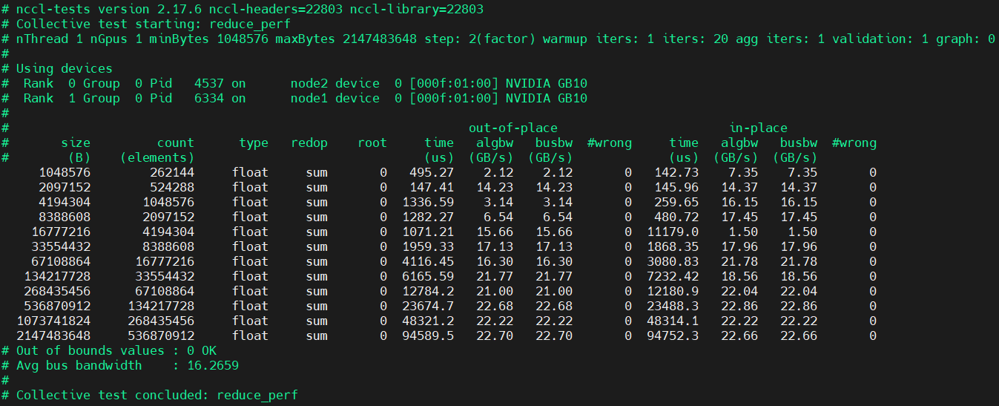 # nccl-tests version 2.17.6 nccl-headers=22803 nccl-library=22803
# Collective test starting: reduce_perf
# nThread 1 nGpus 1 minBytes 1048576 maxBytes 2147483648 step: 2(factor) warmup iters: 1 iters: 20 agg iters: 1 validation: 1 graph: 0
#
# Using devices
#  Rank  0 Group  0 Pid   4537 on      node2 device  0 [000f:01:00] NVIDIA GB10
#  Rank  1 Group  0 Pid   6334 on      node1 device  0 [000f:01:00] NVIDIA GB10
#
#                                                              out-of-place                       in-place
#       size         count      type   redop    root     time   algbw   busbw  #wrong     time   algbw   busbw  #wrong
#        (B)    (elements)                               (us)  (GB/s)  (GB/s)             (us)  (GB/s)  (GB/s)
     1048576        262144     float     sum       0   495.27    2.12    2.12       0   142.73    7.35    7.35       0
     2097152        524288     float     sum       0   147.41   14.23   14.23       0   145.96   14.37   14.37       0
     4194304       1048576     float     sum       0  1336.59    3.14    3.14       0   259.65   16.15   16.15       0
     8388608       2097152     float     sum       0  1282.27    6.54    6.54       0   480.72   17.45   17.45       0
    16777216       4194304     float     sum       0  1071.21   15.66   15.66       0  11179.0    1.50    1.50       0
    33554432       8388608     float     sum       0  1959.33   17.13   17.13       0  1868.35   17.96   17.96       0
    67108864      16777216     float     sum       0  4116.45   16.30   16.30       0  3080.83   21.78   21.78       0
   134217728      33554432     float     sum       0  6165.59   21.77   21.77       0  7232.42   18.56   18.56       0
   268435456      67108864     float     sum       0  12784.2   21.00   21.00       0  12180.9   22.04   22.04       0
   536870912     134217728     float     sum       0  23674.7   22.68   22.68       0  23488.3   22.86   22.86       0
  1073741824     268435456     float     sum       0  48321.2   22.22   22.22       0  48314.1   22.22   22.22       0
  2147483648     536870912     float     sum       0  94589.5   22.70   22.70       0  94752.3   22.66   22.66       0
# Out of bounds values : 0 OK
# Avg bus bandwidth    : 16.2659
#
# Collective test concluded: reduce_perf